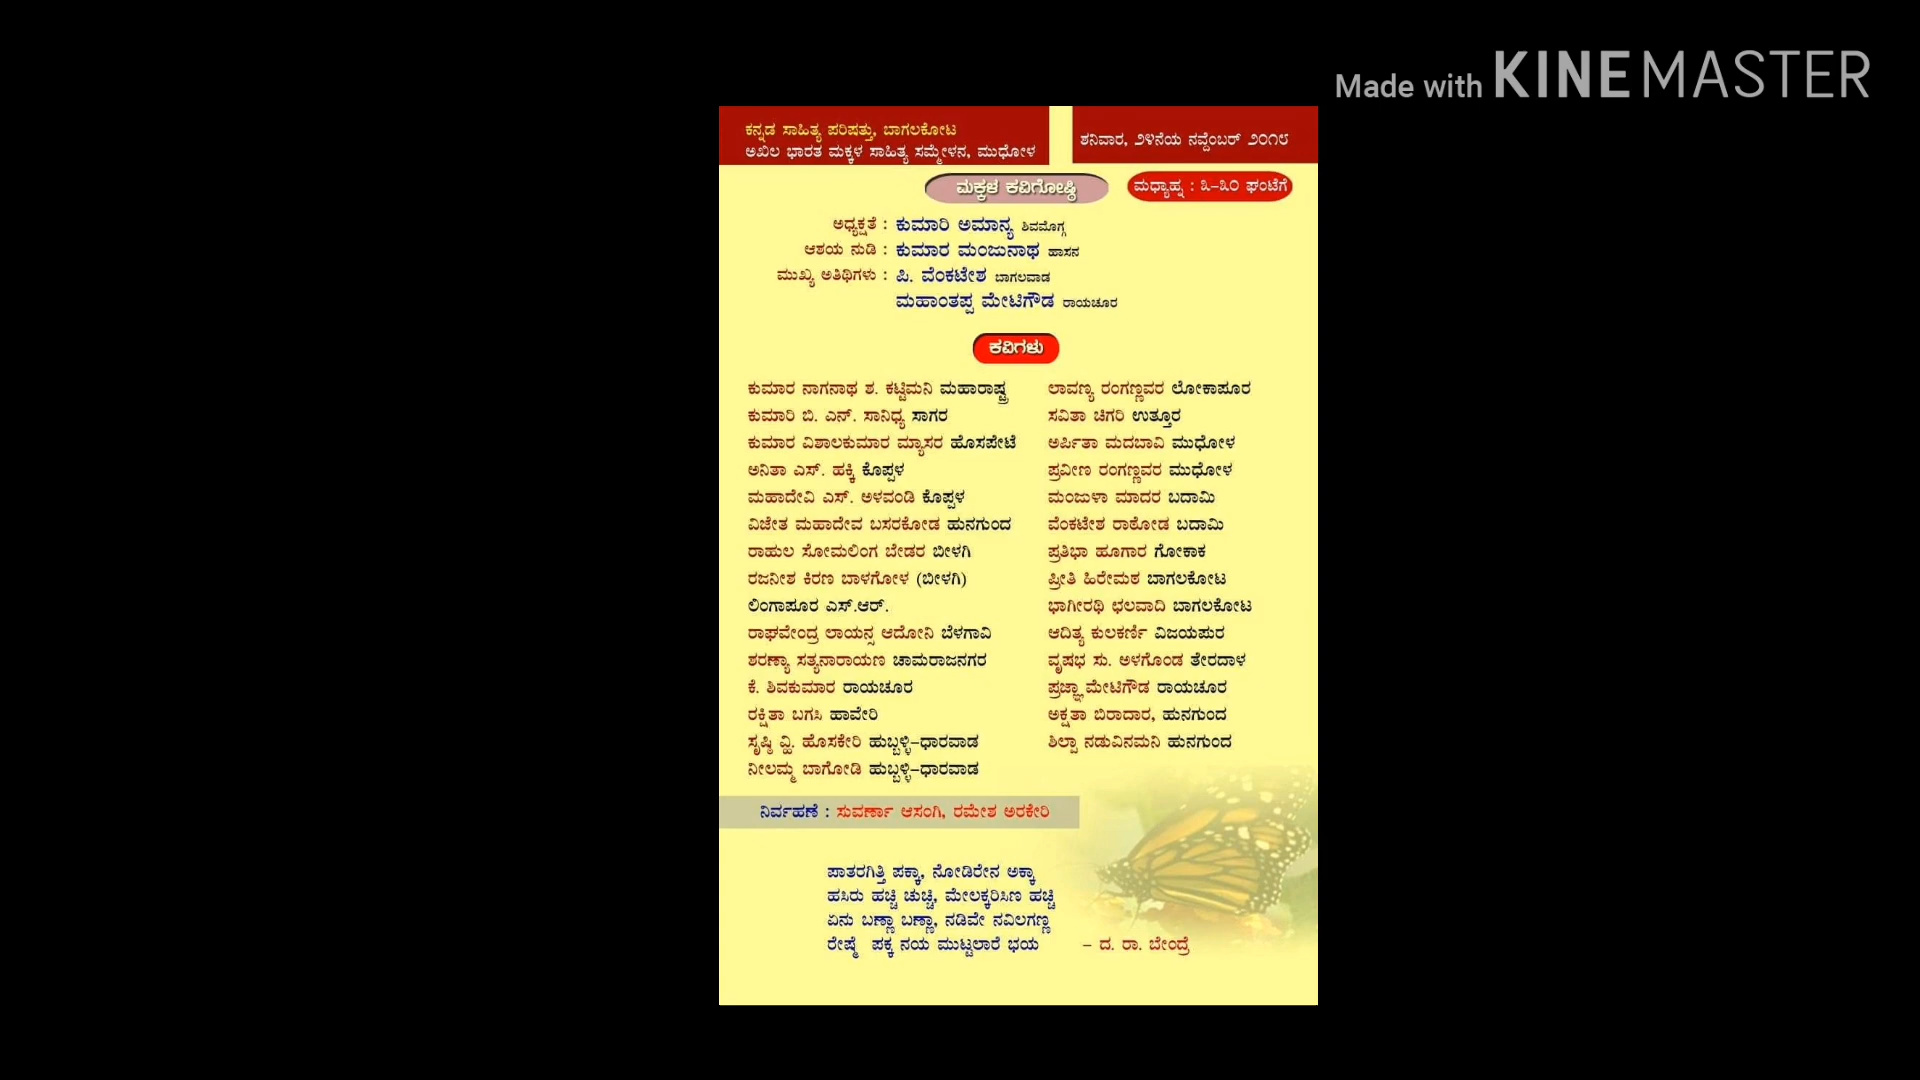 Made with KINEMASTER
ಕನ್ನಡ ಸಾಹಿತ್ಯ ಪರಿಷತ್ತು, ಬಾಗಲಕೋಟ
ಅಖಿಲ ಭಾರತ ಮಕ್ಕಳ ಸಾಹಿತ್ಯ ಸಮ್ಮೇಳನ, ಮುಧೋಳ
ಶನಿವಾರ, ೨೪ನೆಯ ನವ್ಹೆಂಬರ್ ೨೦೧೮
ಮಕ್ಕಳ ಕವಿಗೋಷ್ಠಿ
ಮಧ್ಯಾಹ್ನ : ೩-೩೦ ಘಂಟೆಗೆ
ಅಧ್ಯಕ್ಷತೆ : ಕುಮಾರಿ ಅಮಾನ್ಯ ಶಿವಮೊಗ್ಗ
ಆಶಯ ನುಡಿ : ಕುಮಾರ ಮಂಜುನಾಥ ಹಾಸನ
ಮುಖ್ಯ ಅತಿಥಿಗಳು : ಪಿ. ವೆಂಕಟೇಶ ಬಾಗಲವಾಡ
ಮಹಾಂತಪ್ಪ ಮೇಟಿಗೌಡ ರಾಯಚೂರ
ಕವಿಗಳು
ಕುಮಾರ ನಾಗನಾಥ ಶ. ಕಟ್ಟಿಮನಿ ಮಹಾರಾಷ್ಟ್ರ
ಕುಮಾರಿ ಬಿ. ಎನ್. ಸಾನಿಧ್ಯ ಸಾಗರ
ಕುಮಾರ ವಿಶಾಲಕುಮಾರ ಮ್ಯಾಸರ ಹೊಸಪೇಟೆ
ಅನಿತಾ ಎಸ್. ಹಕ್ಕಿ ಕೊಪ್ಪಳ
ಮಹಾದೇವಿ ಎಸ್. ಅಳವಂಡಿ ಕೊಪ್ಪಳ
ವಿಜೇತ ಮಹಾದೇವ ಬಸರಕೋಡ ಹುನಗುಂದ
ರಾಹುಲ ಸೋಮಲಿಂಗ ಬೇಡರ ಬೀಳಗಿ
ರಜನೀಶ ಕಿರಣ ಬಾಳಗೋಳ (ಬೀಳಗಿ)
ಲಿಂಗಾಪೂರ ಎಸ್.ಆರ್.
ರಾಘವೇಂದ್ರ ಲಾಯನ್ಸ ಆದೋನಿ ಬೆಳಗಾವಿ
ಶರಣ್ಯಾ ಸತ್ಯನಾರಾಯಣ ಚಾಮರಾಜನಗರ
ಕೆ. ಶಿವಕುಮಾರ ರಾಯಚೂರ
ರಕ್ಷಿತಾ ಬಗಸಿ ಹಾವೇರಿ
ಸೃಷ್ಠಿ ವ್ಹಿ. ಹೊಸಕೇರಿ ಹುಬ್ಬಳ್ಳಿ-ಧಾರವಾಡ
ನೀಲಮ್ಮ ಬಾಗೋಡಿ ಹುಬ್ಬಳ್ಳಿ-ಧಾರವಾಡ
ಲಾವಣ್ಯ ರಂಗಣ್ಣವರ ಲೋಕಾಪೂರ
ಸವಿತಾ ಚಿಗರಿ ಉತ್ತೂರ
ಅರ್ಪಿತಾ ಮದಬಾವಿ ಮುಧೋಳ
ಪ್ರವೀಣ ರಂಗಣ್ಣವರ ಮುಧೋಳ
ಮಂಜುಳಾ ಮಾದರ ಬದಾಮಿ
ವೆಂಕಟೇಶ ರಾಠೋಡ ಬದಾಮಿ
ಪ್ರತಿಭಾ ಹೂಗಾರ ಗೋಕಾಕ
ಪ್ರೀತಿ ಹಿರೇಮಠ ಬಾಗಲಕೋಟ
ಭಾಗೀರಥಿ ಛಲವಾದಿ ಬಾಗಲಕೋಟ
ಆದಿತ್ಯ ಕುಲಕರ್ಣಿ ವಿಜಯಪುರ
ವೃಷಭ ಸು. ಅಳಗೊಂಡ ತೇರದಾಳ
ಪ್ರಜ್ಞಾ ಮೇಟಿಗೌಡ ರಾಯಚೂರ
ಅಕ್ಷತಾ ಬಿರಾದಾರ, ಹುನಗುಂದ
ಶಿಲ್ಪಾ ನಡುವಿನಮನಿ ಹುನಗುಂದ
ನಿರ್ವಹಣೆ : ಸುವರ್ಣಾ ಆಸಂಗಿ, ರಮೇಶ ಅರಕೇರಿ
ಪಾತರಗಿತ್ತಿ ಪಕ್ಕಾ, ನೋಡಿರೇನ ಅಕ್ಕಾ
ಹಸಿರು ಹಚ್ಚಿ ಚುಚ್ಚಿ, ಮೇಲಕ್ಕರಿಸಿಣ ಹಚ್ಚಿ
ಏನು ಬಣ್ಣಾ ಬಣ್ಣಾ, ನಡಿವೇ ನವಿಲಗಣ್ಣ
ರೇಷ್ಮೆ ಪಕ್ಕ ನಯ ಮುಟ್ಟಲಾರೆ ಭಯ - ದ. ರಾ. ಬೇಂದ್ರೆ